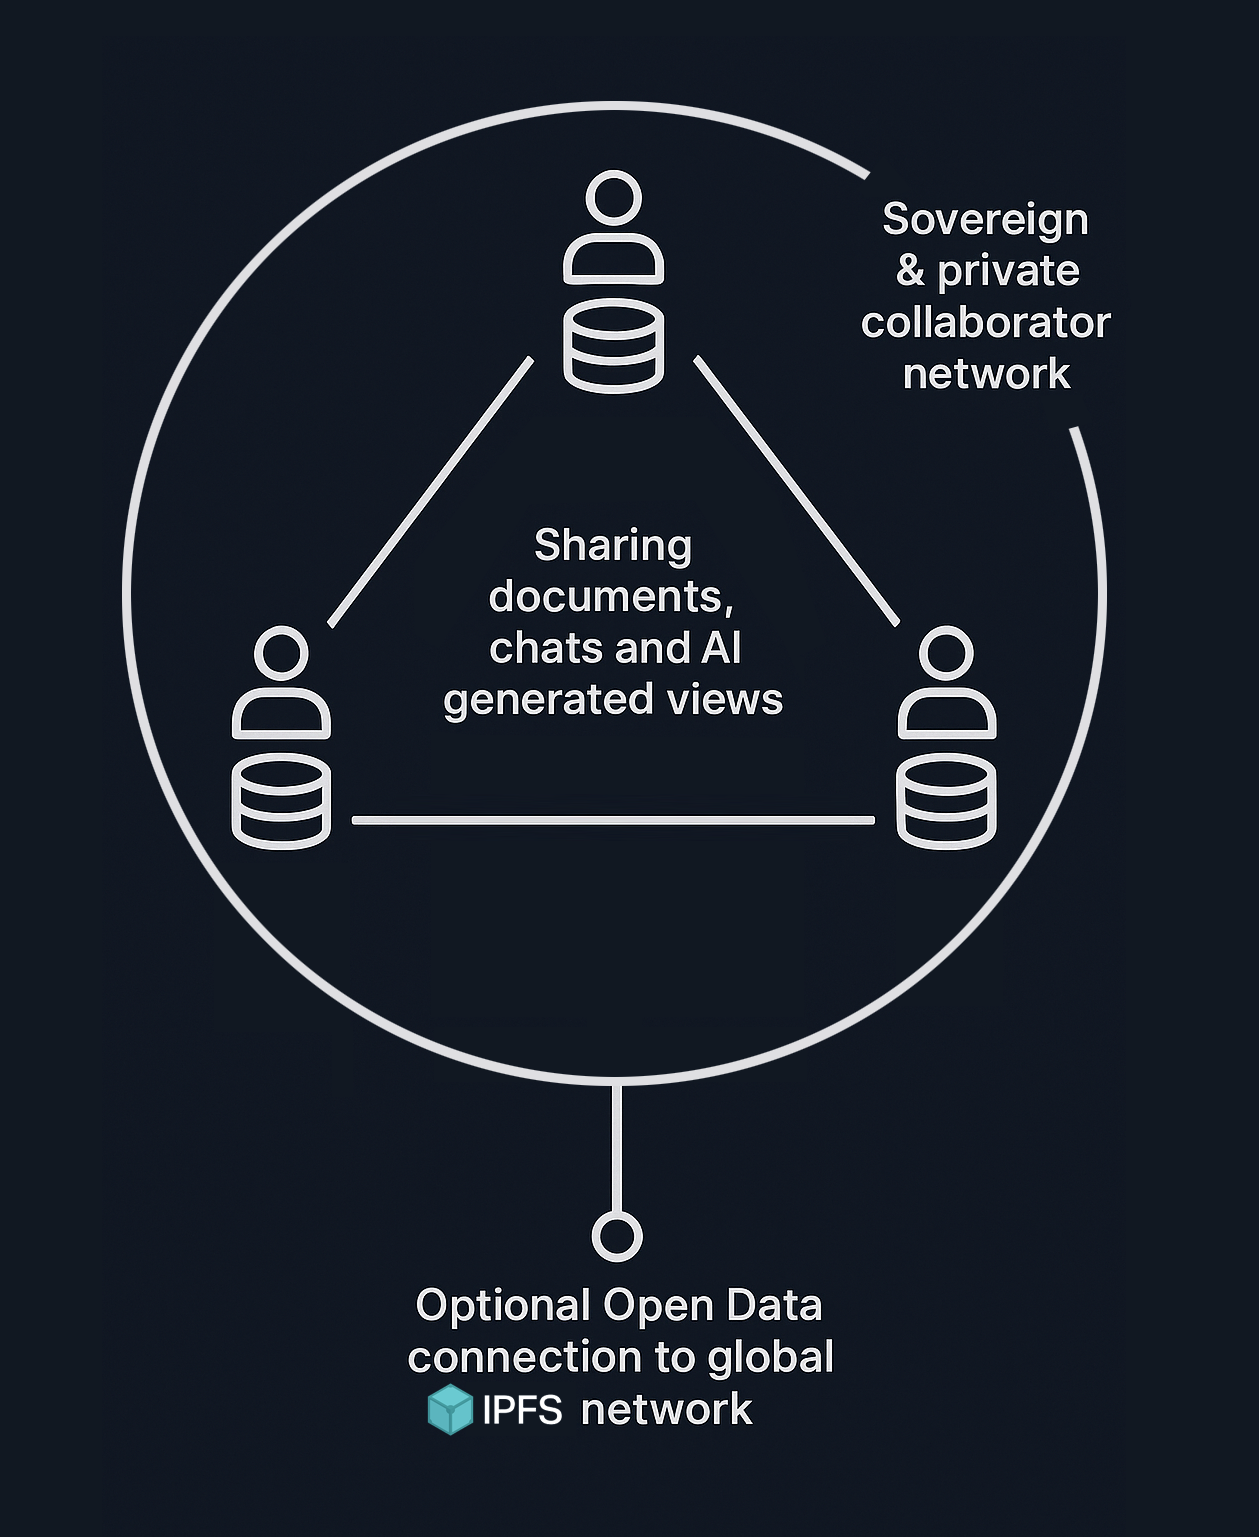 Sovereign
& private
collaborator
network
Sharing
documents,
chats and AI
generated views
Optional Open Data
connection to global
IPFS network